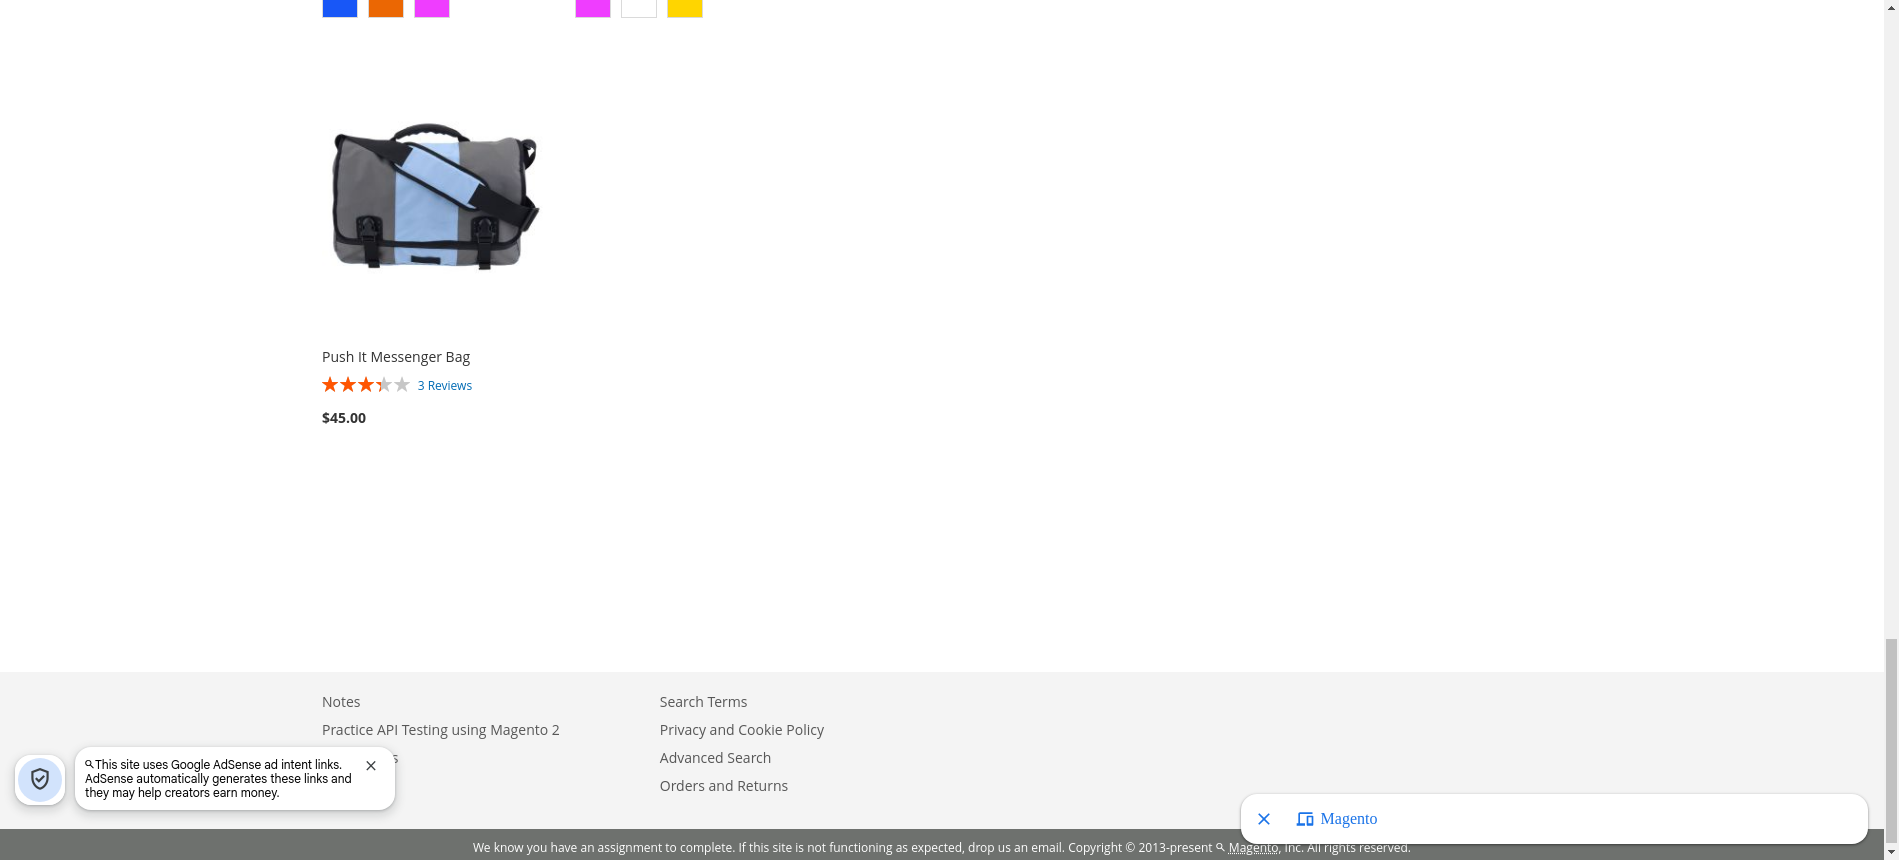 Push It Messenger Bag
3 Reviews
$45.00
Notes
Search Terms
Practice API Testing using Magento 2
Privacy and Cookie Policy
Advanced Search
Orders and Returns
This site uses Google AdSense ad intent links.
AdSense automatically generates these links and
they may help creators earn money.
Magento
We know you have an assignment to complete. If this site is not functioning as expected, drop us an email. Copyright © 2013-present Magento, Inc. All rights reserved.